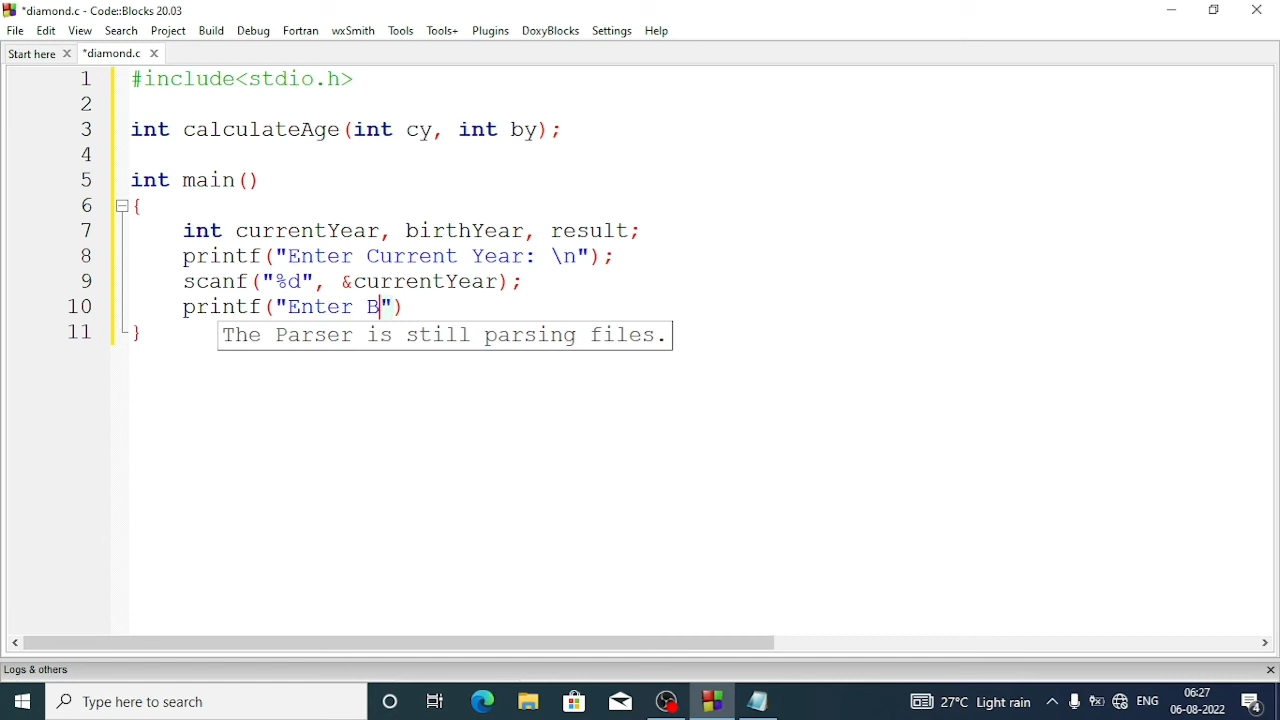 *diamond.c - Code::Blocks 20.03
File Edit View Search Project Build Debug Fortran wxSmith Tools Tools+ Plugins DoxyBlocks Settings Help
Start here *diamond.c
1 #include<stdio.h>
2
3 int calculateAge(int cy, int by);
4
5 int main()
6 {
7 int currentYear, birthYear, result;
8 printf("Enter Current Year: \n");
9 scanf("%d", &currentYear);
10 printf("Enter B")
11 }
The Parser is still parsing files.
Logs & others
Type here to search
27°C Light rain
ENG
06:27
06-08-2022
4